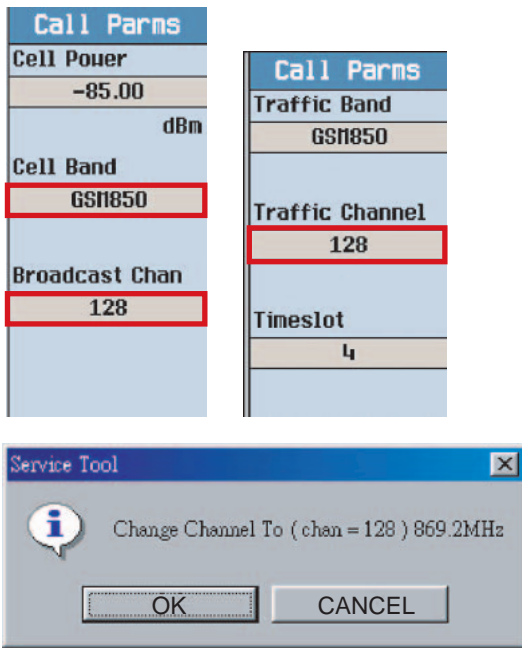 Call Parms
Cell Power
-85.00
dBm
Cell Band
GSM850
Broadcast Chan
128
Call Parms
Traffic Band
GSM850
Traffic Channel
128
Timeslot
4
Service Tool
Change Channel To ( chan = 128 ) 869.2MHz
OK
CANCEL